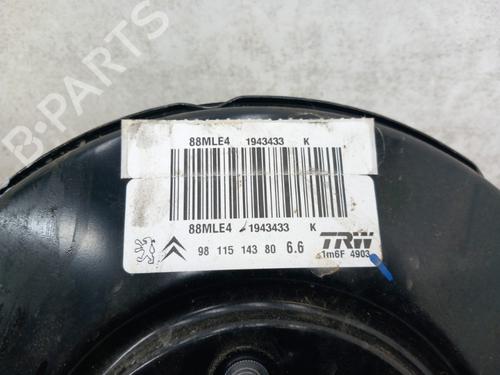 B-PARTS
88MLE4 1943433 K
88MLE4 1943433 K
98 115 143 80 6.6
TRW
1m6F 4903